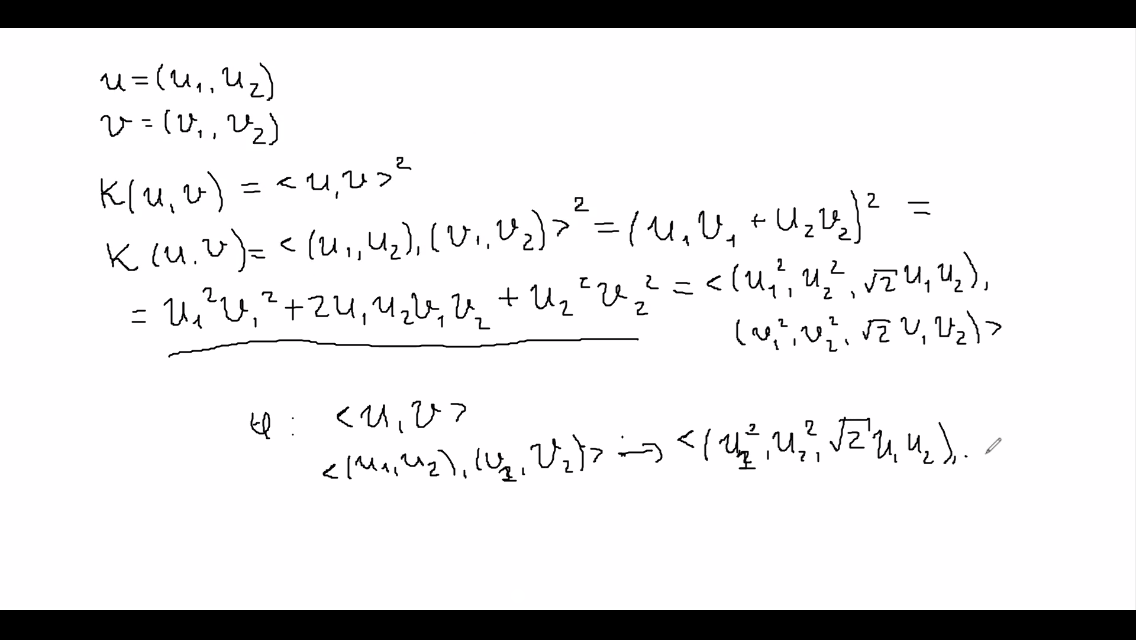 u = (u₁, u₂)
v = (v₁, v₂)
K(u, v) = <u, v>²
K(u, v) = <(u₁, u₂), (v₁, v₂)>² = (u₁v₁ + u₂v₂)² =
= u₁²v₁² + 2u₁u₂v₁v₂ + u₂²v₂² = <(u₁², u₂², √2 u₁u₂),
(v₁², v₂², √2 v₁v₂)>
φ : <u, v>
<(u₁, u₂), (v₁, v₂)> ↦ <(u₁², u₂², √2 u₁u₂), .